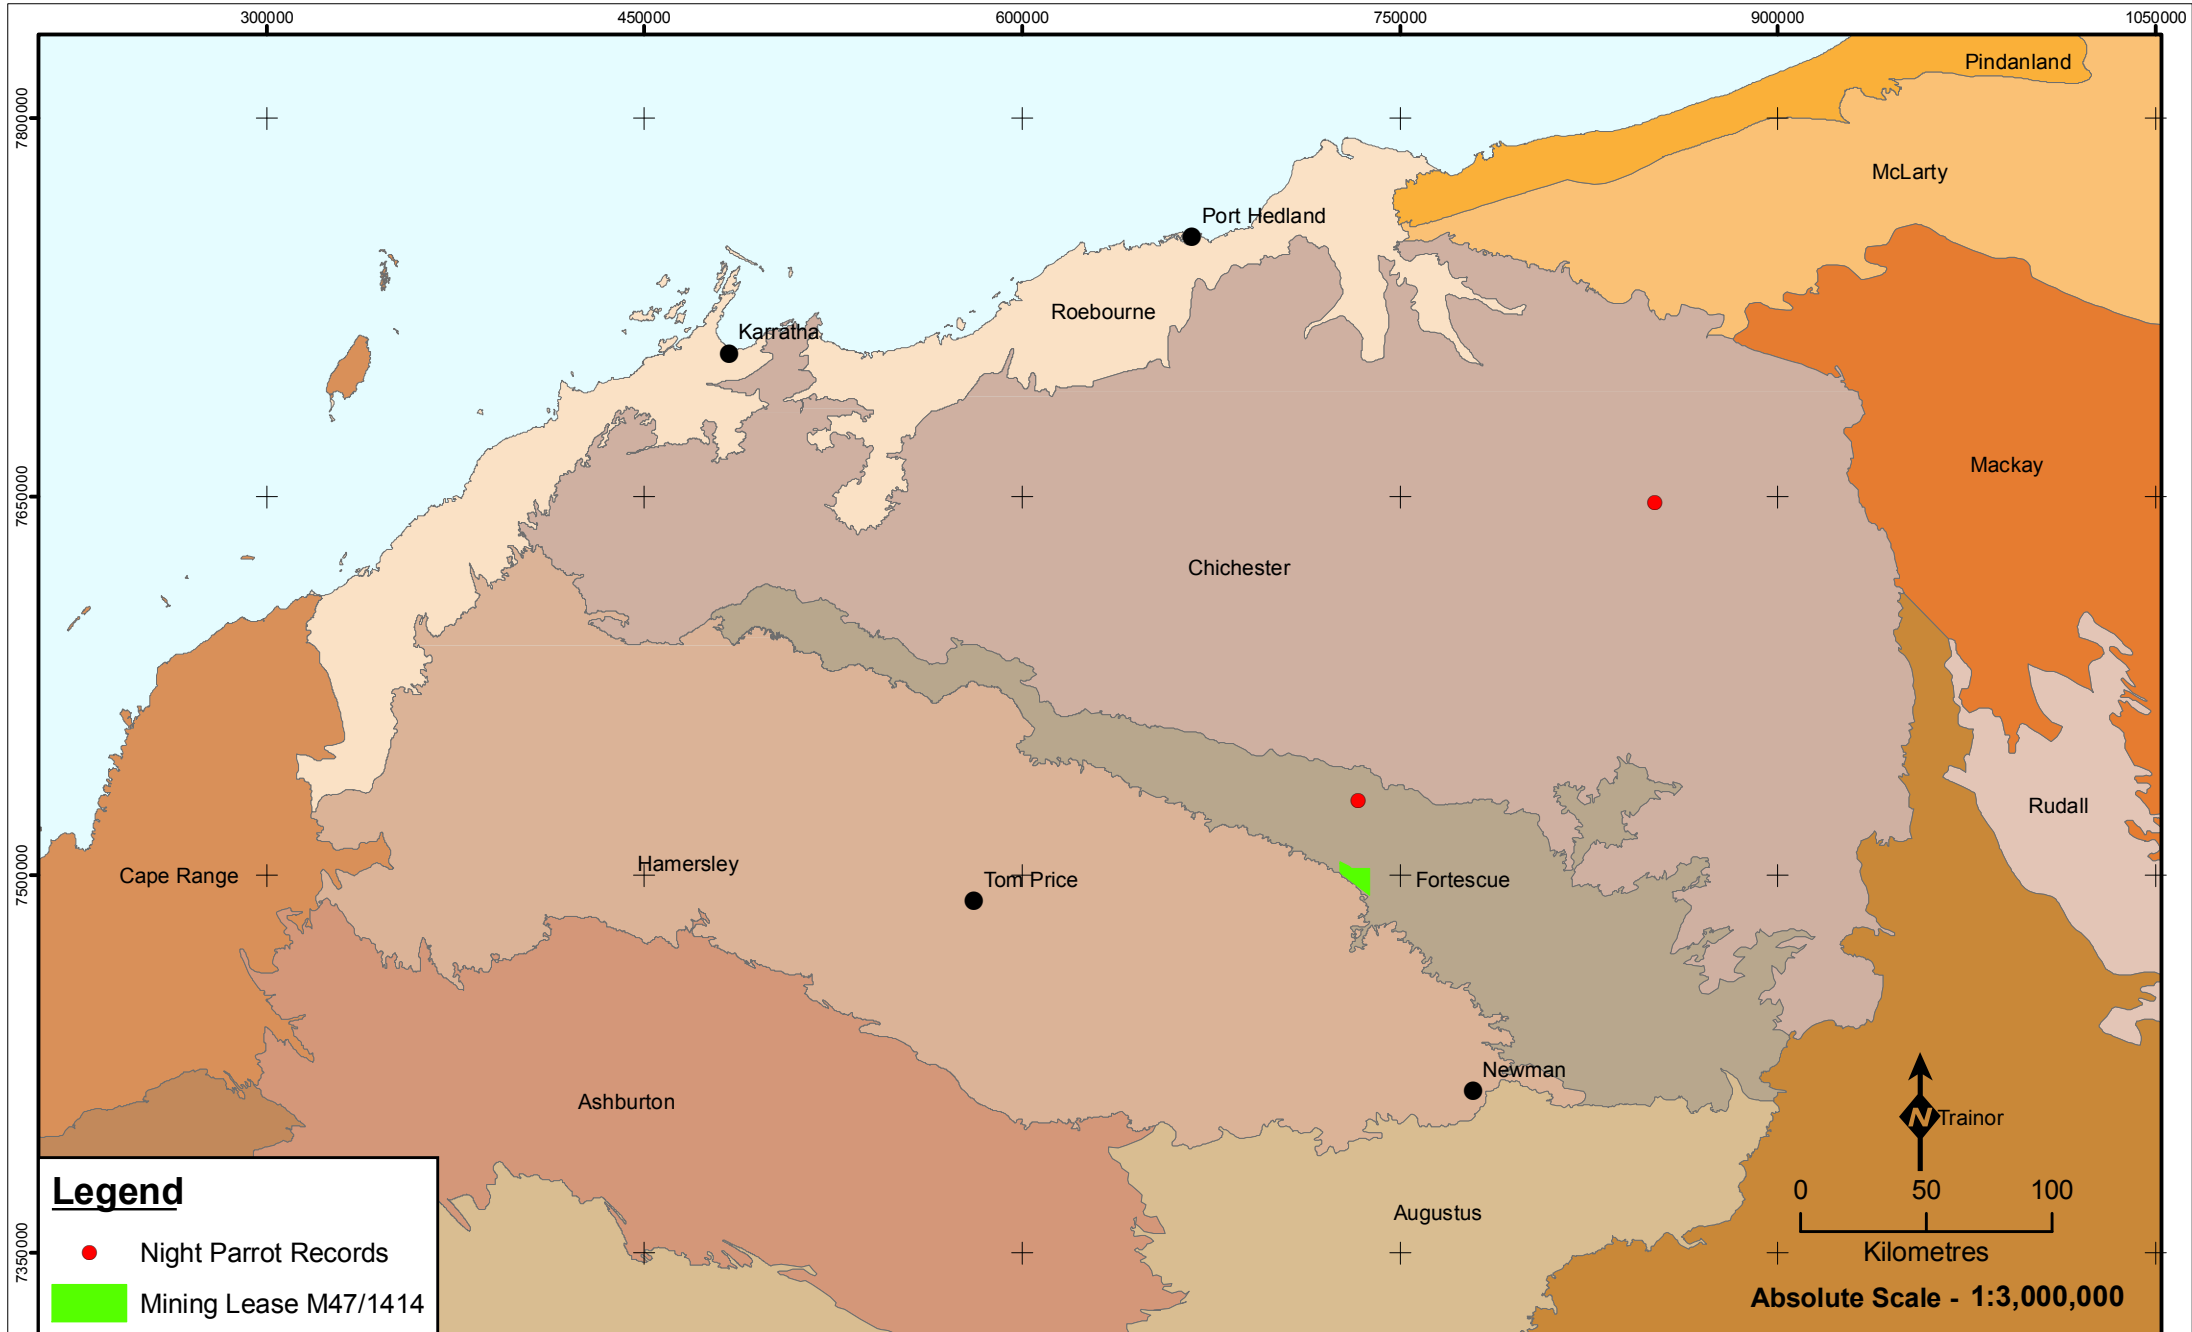 300000 450000 600000 750000 900000 1050000
Pindanland
7800000
McLarty
Port Hedland
Roebourne
Karratha
Mackay
7650000
Chichester
Rudall
Hamersley
Cape Range
Tom Price
Fortescue
7500000
Newman
Ashburton
Trainor
Legend
0 50 100
Augustus
Night Parrot Records
Kilometres
7350000
Mining Lease M47/1414
Absolute Scale - 1:3,000,000
N